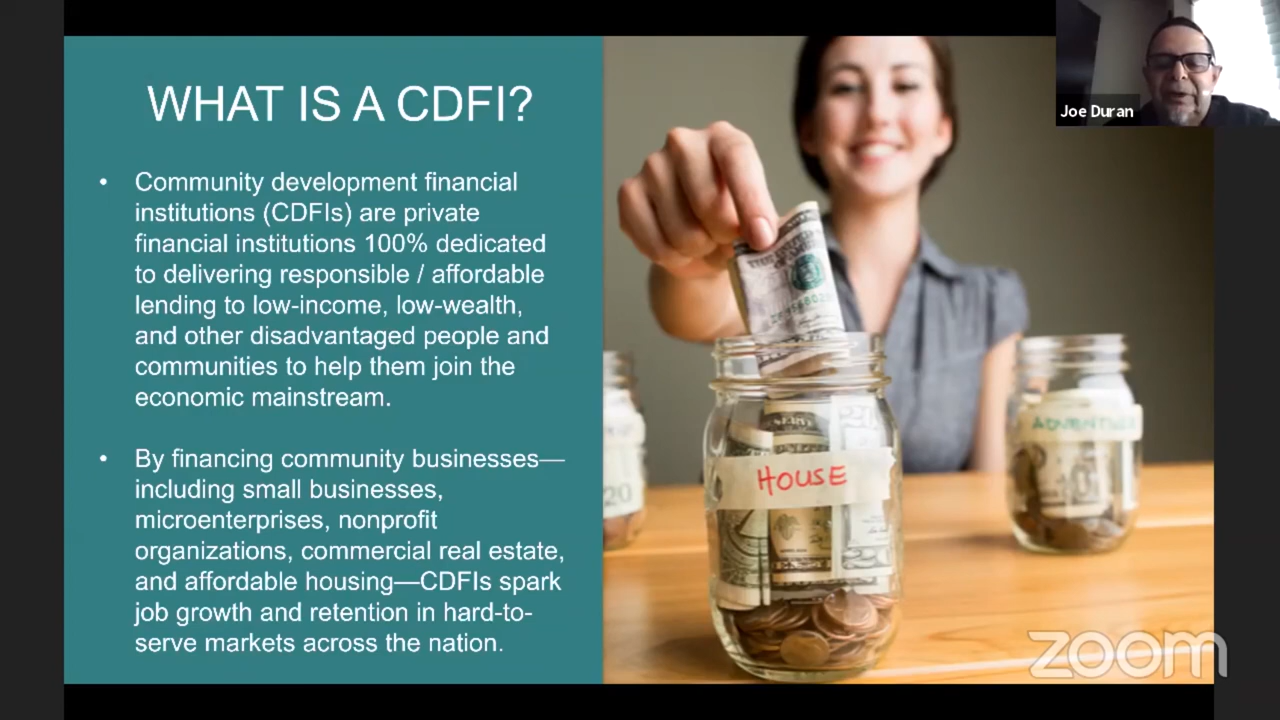 WHAT IS A CDFI?
• Community development financial
institutions (CDFIs) are private
financial institutions 100% dedicated
to delivering responsible / affordable
lending to low-income, low-wealth,
and other disadvantaged people and
communities to help them join the
economic mainstream.
• By financing community businesses—
including small businesses,
microenterprises, nonprofit
organizations, commercial real estate,
and affordable housing—CDFIs spark
job growth and retention in hard-to-
serve markets across the nation.
Joe Duran
HOUSE
zoom